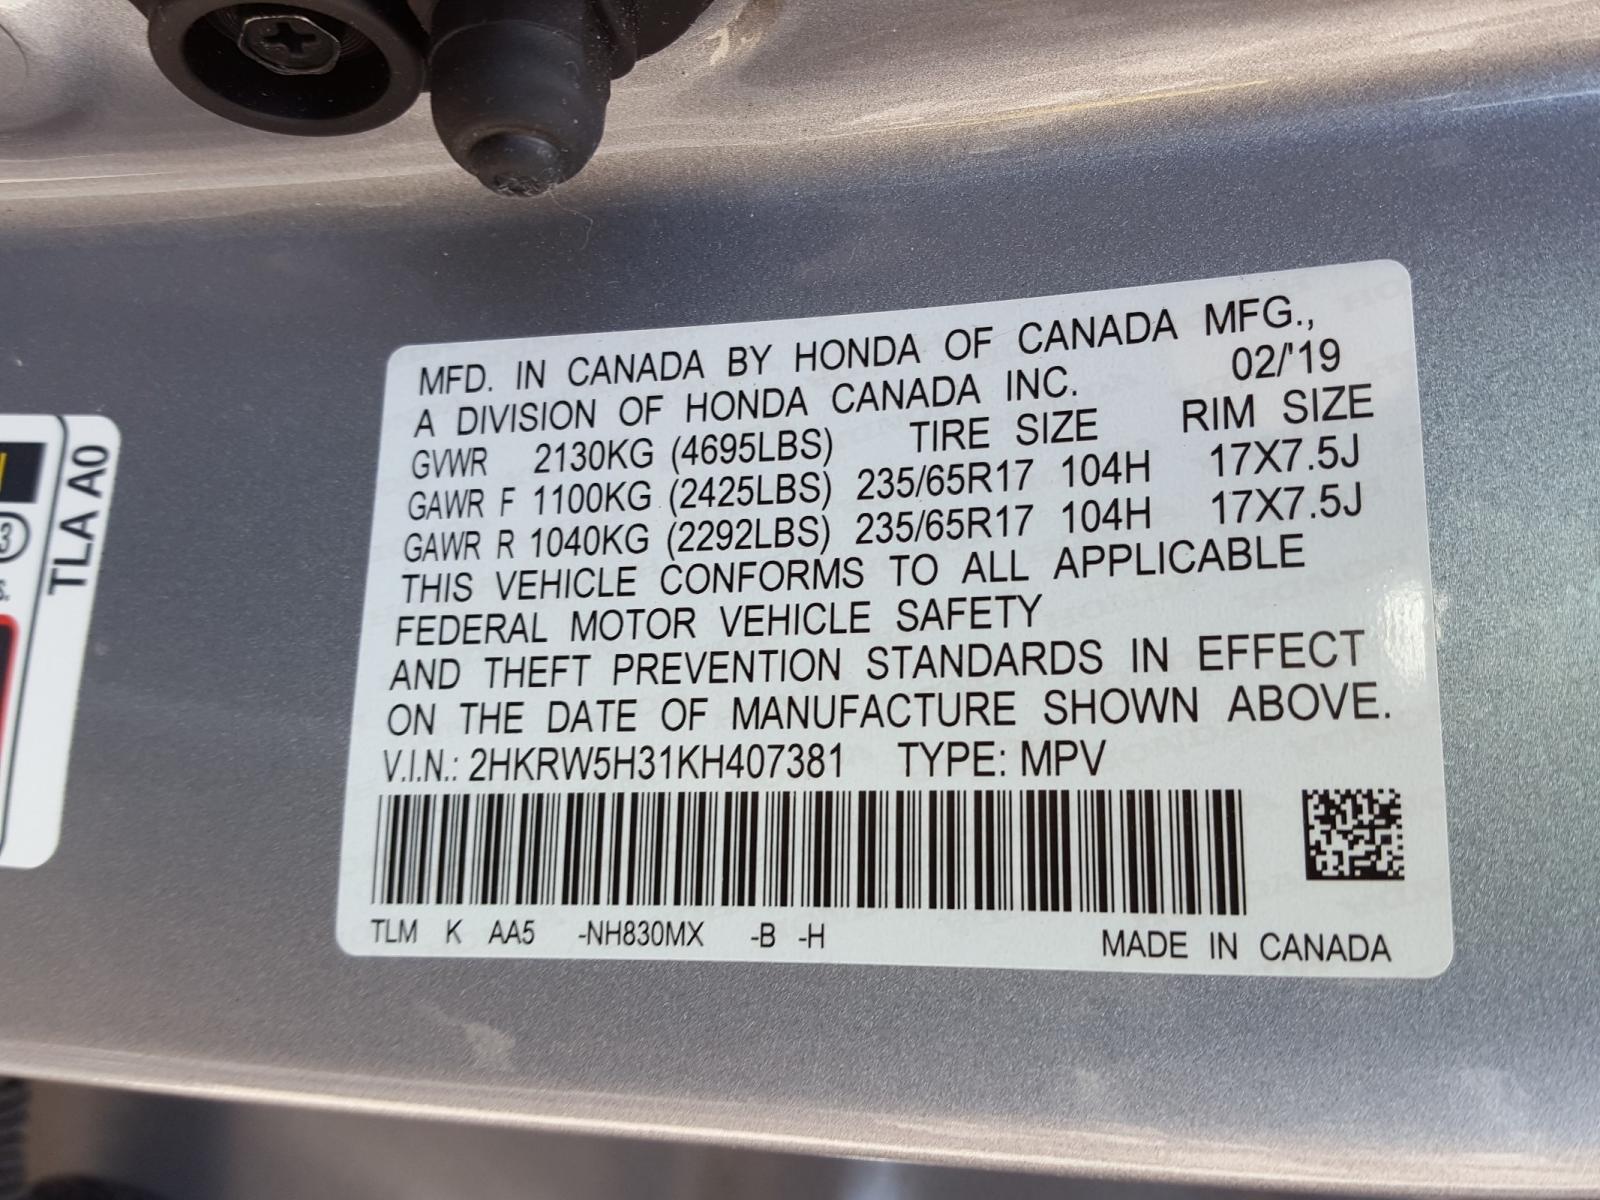 MFD. IN CANADA BY HONDA OF CANADA MFG.,
A DIVISION OF HONDA CANADA INC. 02/'19
GVWR 2130KG (4695LBS) TIRE SIZE RIM SIZE
GAWR F 1100KG (2425LBS) 235/65R17 104H 17X7.5J
GAWR R 1040KG (2292LBS) 235/65R17 104H 17X7.5J
THIS VEHICLE CONFORMS TO ALL APPLICABLE
FEDERAL MOTOR VEHICLE SAFETY
AND THEFT PREVENTION STANDARDS IN EFFECT
ON THE DATE OF MANUFACTURE SHOWN ABOVE.
V.I.N.: 2HKRW5H31KH407381 TYPE: MPV
TLM K AA5 -NH830MX -B -H
MADE IN CANADA
TLA A0
3